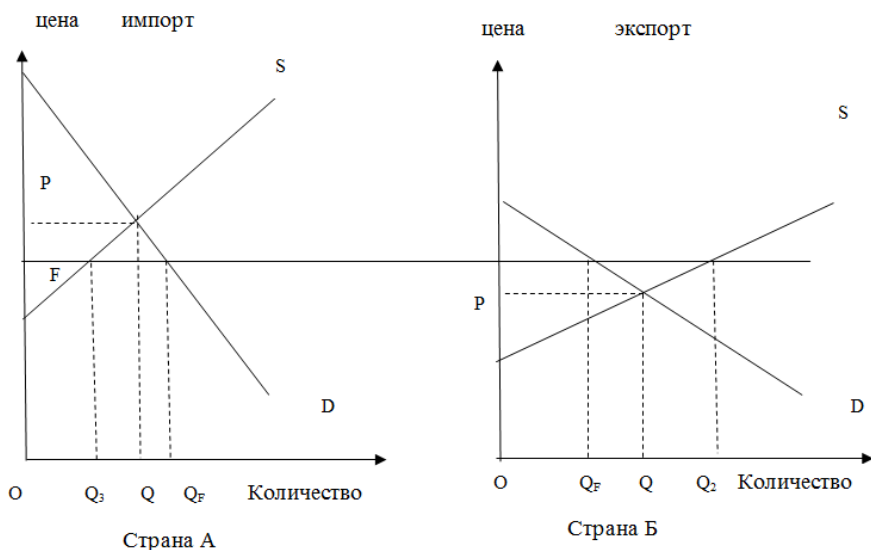 цена импорт
S
P
F
D
O Q₃ Q Q_F Количество
Страна А
цена экспорт
S
P
D
O Q_F Q Q₂ Количество
Страна Б